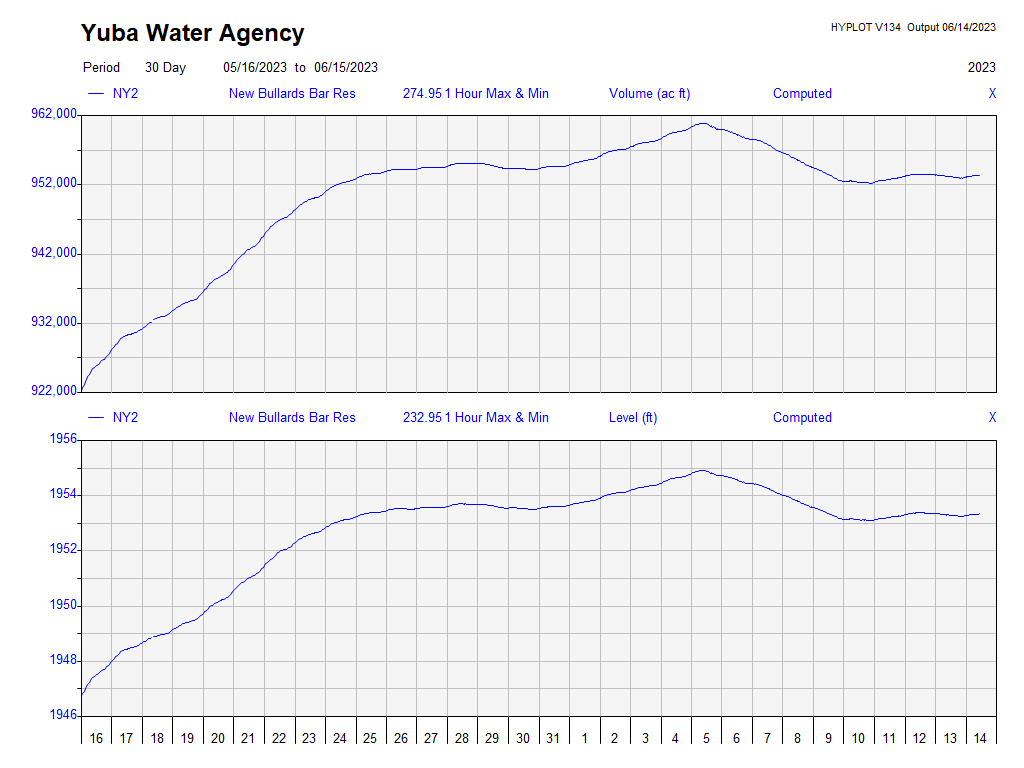 Yuba Water Agency
HYPLOT V134 Output 06/14/2023
Period 30 Day 05/16/2023 to 06/15/2023 2023
NY2 New Bullards Bar Res 274.95 1 Hour Max & Min Volume (ac ft) Computed X
962,000
952,000
942,000
932,000
922,000
NY2 New Bullards Bar Res 232.95 1 Hour Max & Min Level (ft) Computed X
1956
1954
1952
1950
1948
1946
16 17 18 19 20 21 22 23 24 25 26 27 28 29 30 31 1 2 3 4 5 6 7 8 9 10 11 12 13 14